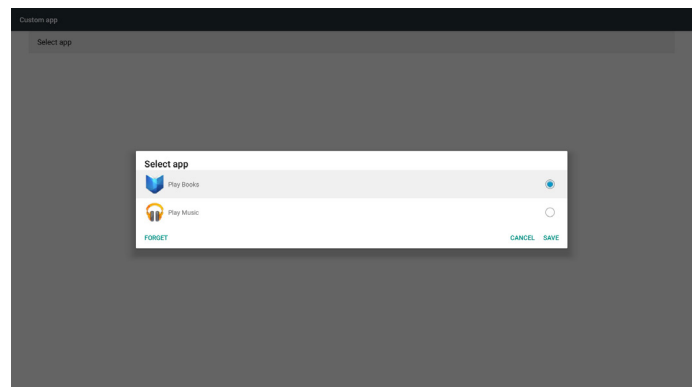 Custom app
Select app
Select app
Play Books
Play Music
FORGET CANCEL SAVE